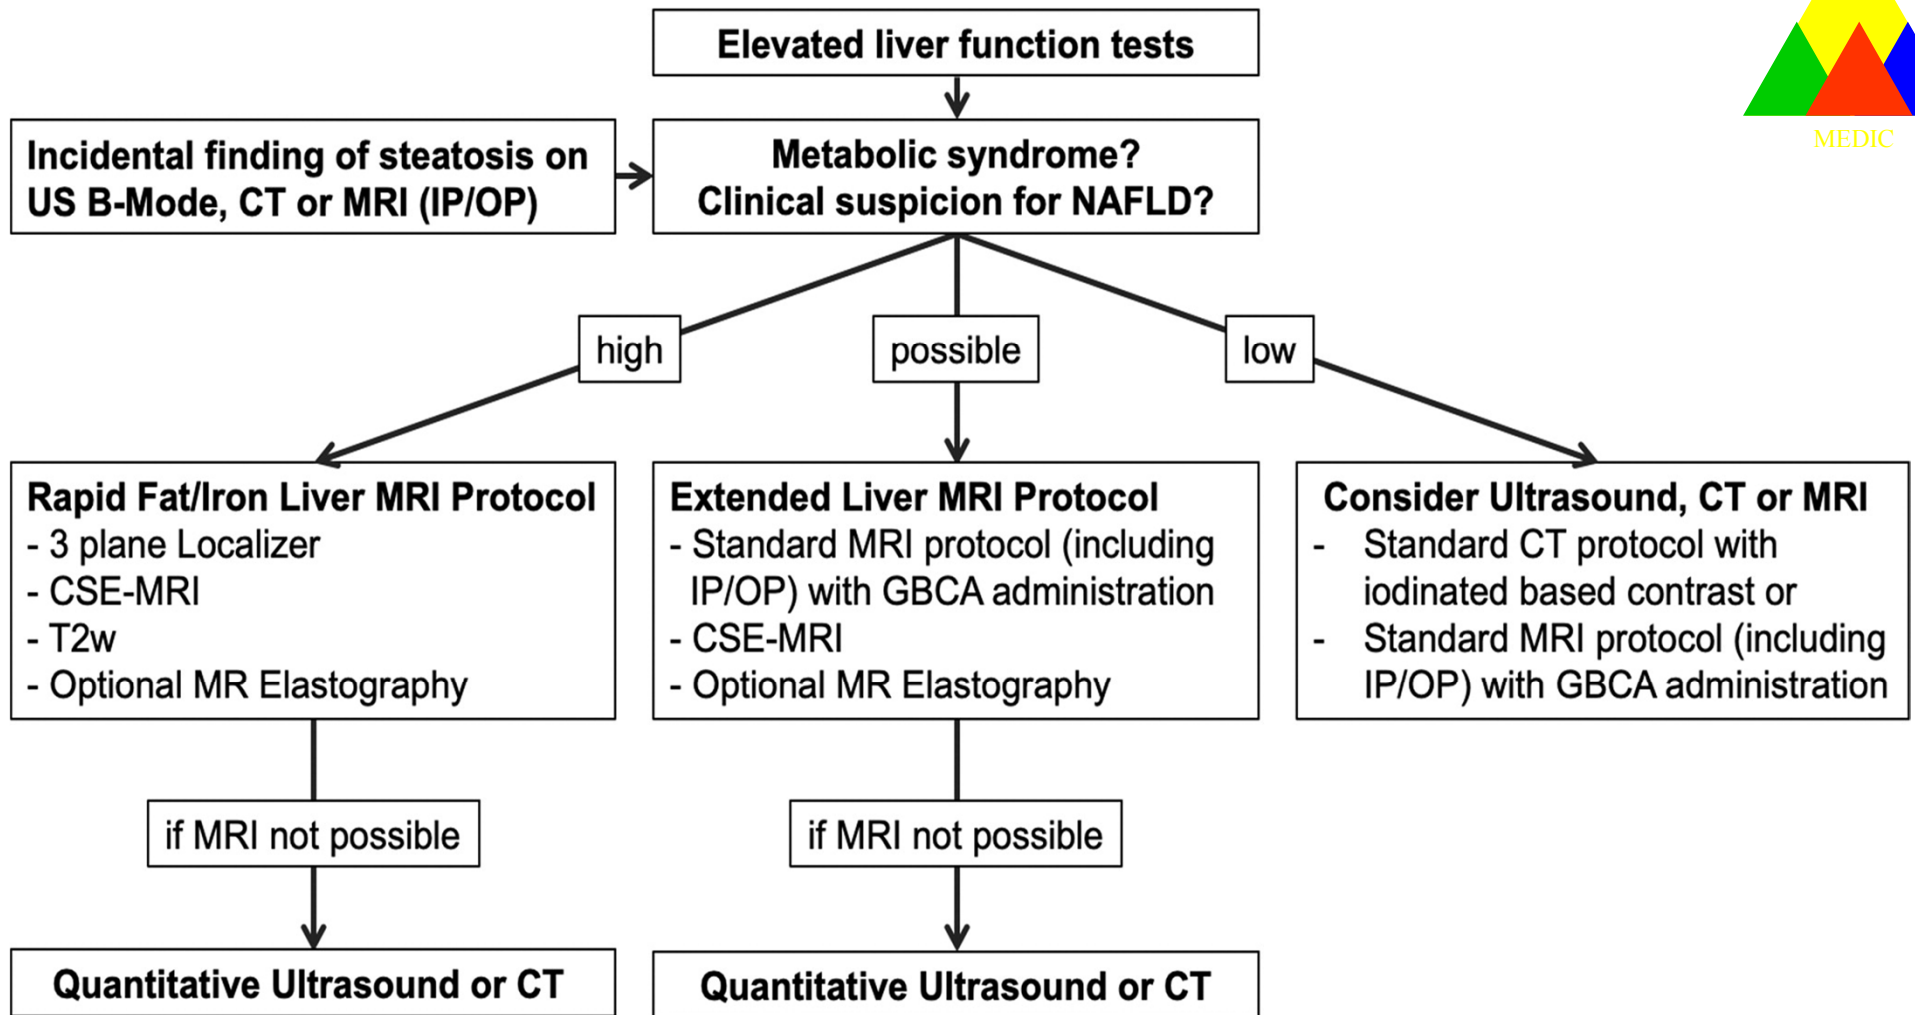 Elevated liver function tests
MEDIC
Incidental finding of steatosis on
US B-Mode, CT or MRI (IP/OP)
Metabolic syndrome?
Clinical suspicion for NAFLD?
high
possible
low
Rapid Fat/Iron Liver MRI Protocol
- 3 plane Localizer
- CSE-MRI
- T2w
- Optional MR Elastography
Extended Liver MRI Protocol
- Standard MRI protocol (including
IP/OP) with GBCA administration
- CSE-MRI
- Optional MR Elastography
Consider Ultrasound, CT or MRI
- Standard CT protocol with
iodinated based contrast or
- Standard MRI protocol (including
IP/OP) with GBCA administration
if MRI not possible
if MRI not possible
Quantitative Ultrasound or CT
Quantitative Ultrasound or CT